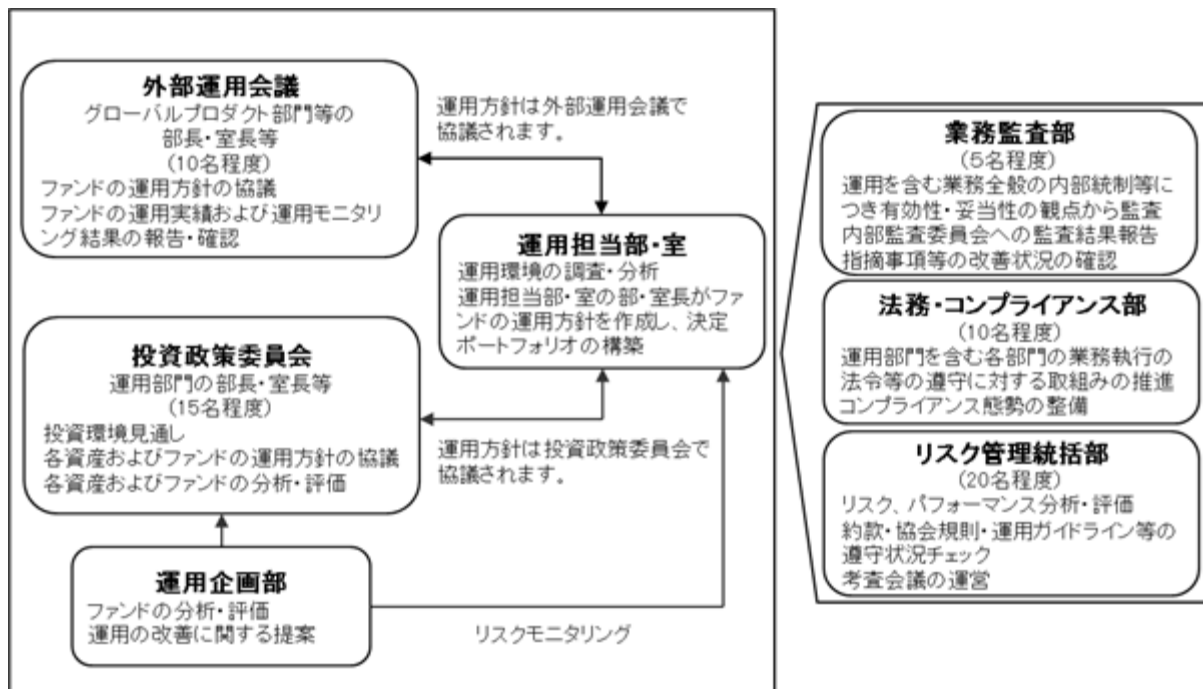 外部運用会議
グローバルプロダクト部門等の
部長・室長等
(10名程度)
ファンドの運用方針の協議
ファンドの運用実績および運用モニタリ
ング結果の報告・確認
運用方針は外部運用会議で
協議されます。
運用担当部・室
運用環境の調査・分析
運用担当部・室の部・室長がファ
ンドの運用方針を作成し、決定
ポートフォリオの構築
投資政策委員会
運用部門の部長・室長等
(15名程度)
投資環境見通し
各資産およびファンドの運用方針の協議
各資産およびファンドの分析・評価
運用方針は投資政策委員会で
協議されます。
運用企画部
ファンドの分析・評価
運用の改善に関する提案
リスクモニタリング
業務監査部
(5名程度)
運用を含む業務全般の内部統制等に
つき有効性・妥当性の観点から監査
内部監査委員会への監査結果報告
指摘事項等の改善状況の確認
法務・コンプライアンス部
(10名程度)
運用部門を含む各部門の業務執行の
法令等の遵守に対する取組みの推進
コンプライアンス態勢の整備
リスク管理統括部
(20名程度)
リスク、パフォーマンス分析・評価
約款・協会規則・運用ガイドライン等の
遵守状況チェック
考査会議の運営